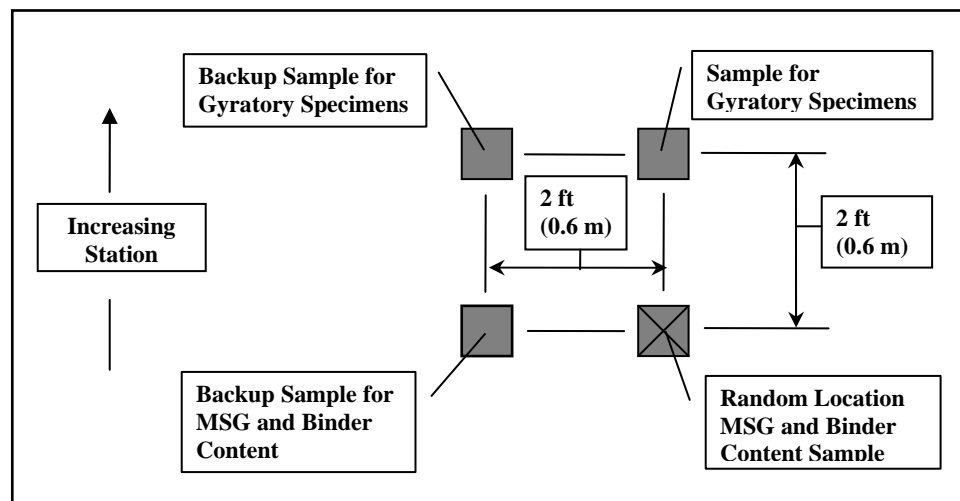 Backup Sample for
Gyratory Specimens
Sample for
Gyratory Specimens
2 ft
(0.6 m)
2 ft
(0.6 m)
Increasing
Station
Backup Sample for
MSG and Binder
Content
Random Location
MSG and Binder
Content Sample